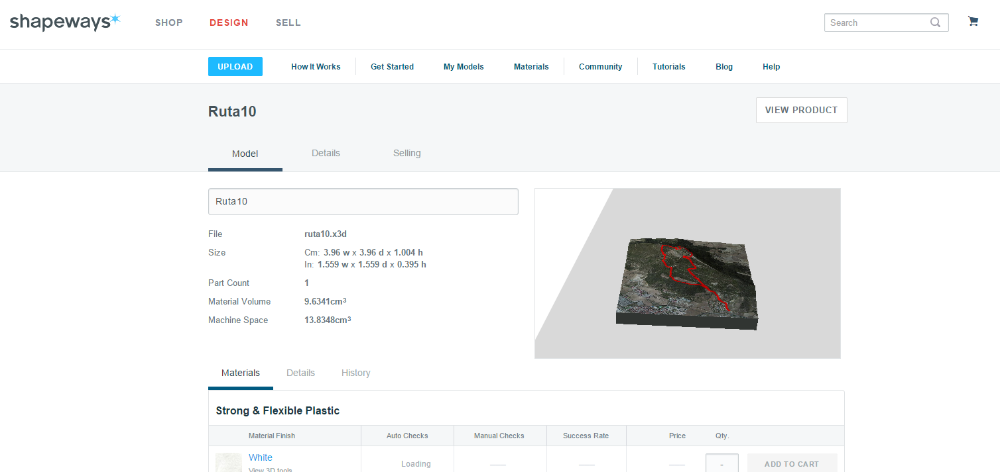 shapeways
SHOP DESIGN SELL
Search
UPLOAD How It Works Get Started My Models Materials Community Tutorials Blog Help
Ruta10
VIEW PRODUCT
Model Details Selling
Ruta10
File ruta10.x3d
Size Cm: 3.96 w x 3.96 d x 1.004 h
In: 1.559 w x 1.559 d x 0.395 h
Part Count 1
Material Volume 9.6341cm³
Machine Space 13.8348cm³
Materials Details History
Strong & Flexible Plastic
Material Finish Auto Checks Manual Checks Success Rate Price Qty.
White
Loading - ADD TO CART
View 3D tools